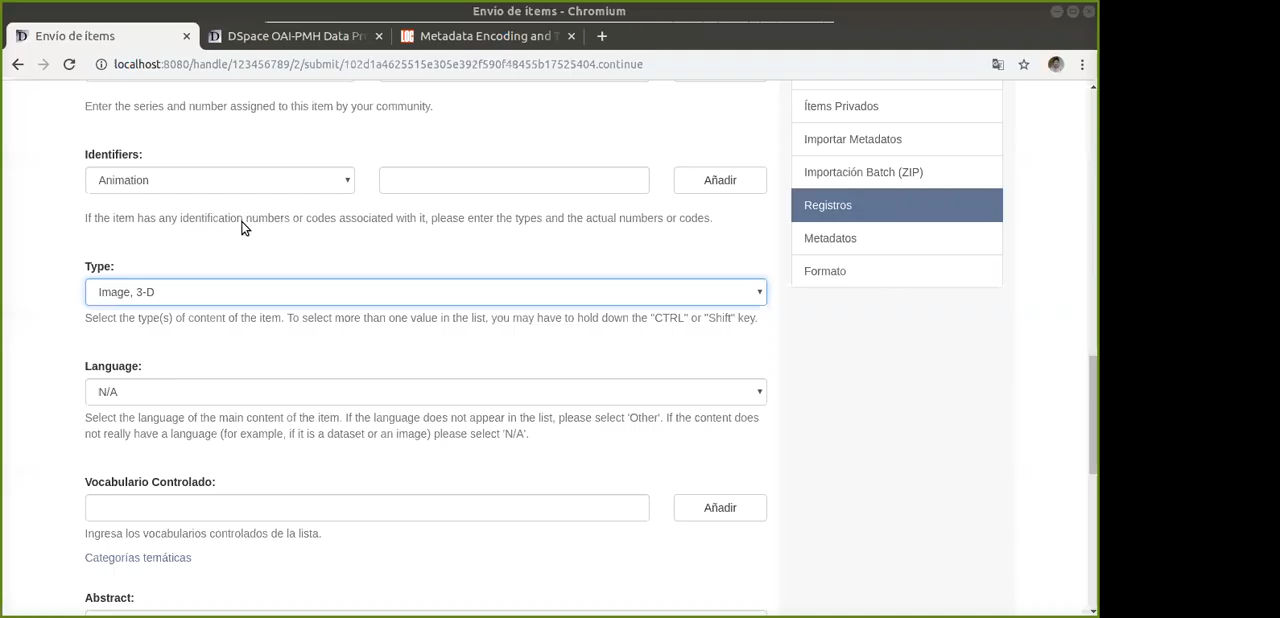 Envío de ítems - Chromium
Envío de ítems
DSpace OAI-PMH Data Pr
Metadata Encoding and T
localhost:8080/handle/123456789/2/submit/102d1a4625515e305e392f590f48455b17525404.continue
Enter the series and number assigned to this item by your community.
Identifiers:
Animation
Añadir
If the item has any identification numbers or codes associated with it, please enter the types and the actual numbers or codes.
Type:
Image, 3-D
Select the type(s) of content of the item. To select more than one value in the list, you may have to hold down the "CTRL" or "Shift" key.
Language:
N/A
Select the language of the main content of the item. If the language does not appear in the list, please select 'Other'. If the content does
not really have a language (for example, if it is a dataset or an image) please select 'N/A'.
Vocabulario Controlado:
Añadir
Ingresa los vocabularios controlados de la lista.
Categorías temáticas
Abstract:
Ítems Privados
Importar Metadatos
Importación Batch (ZIP)
Registros
Metadatos
Formato